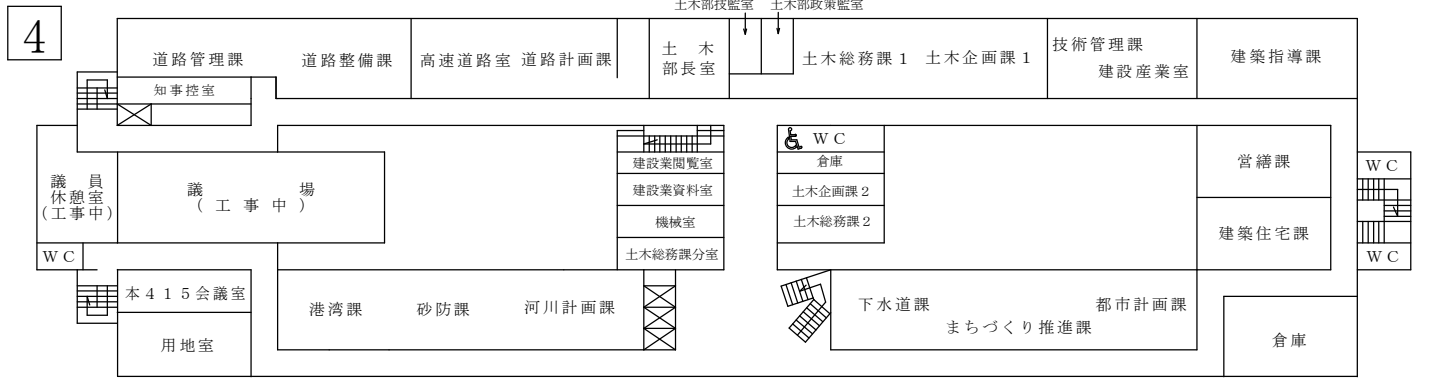 4
土木部技監室 土木部政策監室
道路管理課 道路整備課 高速道路室 道路計画課 土木 土木総務課1 土木企画課1 技術管理課 建築指導課
部長室 建設産業室
知事控室
WC
建設業閲覧室 倉庫 営繕課 WC
議員 議場 建設業資料室 土木企画課2
休憩室 (工事中)
(工事中) 機械室 土木総務課2 建築住宅課
WC 土木総務課分室 WC
本415会議室 港湾課 砂防課 河川計画課 下水道課 都市計画課
まちづくり推進課
用地室 倉庫